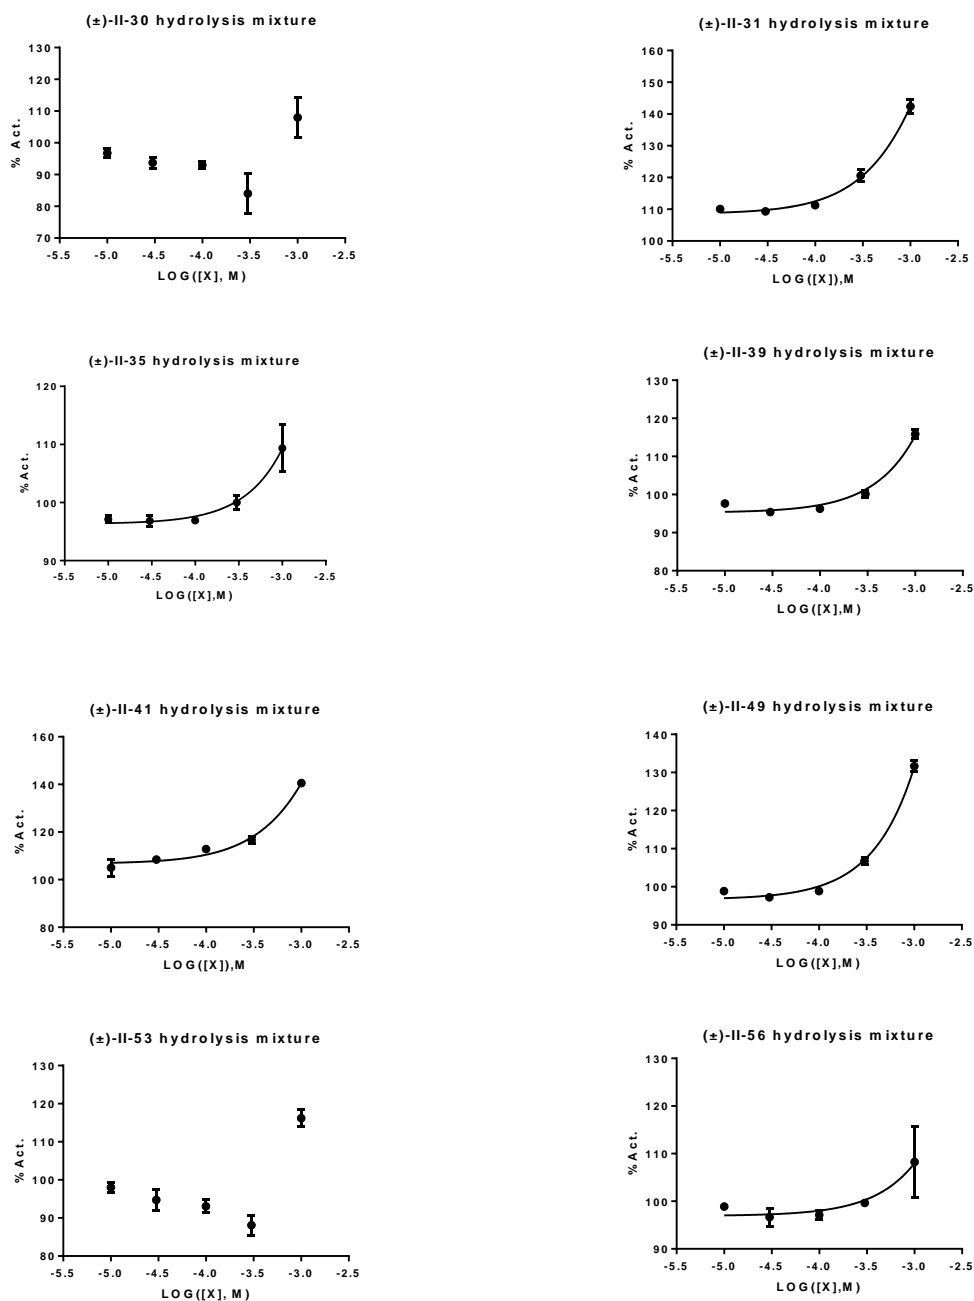 (±)-II-30 hydrolysis mixture
130
120
110
100
90
80
70
% Act.
-5.5 -5.0 -4.5 -4.0 -3.5 -3.0 -2.5
LOG([X], M)
(±)-II-31 hydrolysis mixture
160
150
140
130
120
110
100
% Act.
-5.5 -5.0 -4.5 -4.0 -3.5 -3.0 -2.5
LOG([X]),M
(±)-II-35 hydrolysis mixture
120
110
100
90
%Act.
-5.5 -5.0 -4.5 -4.0 -3.5 -3.0 -2.5
LOG([X],M)
(±)-II-39 hydrolysis mixture
130
120
110
100
90
80
%Act.
-5.5 -5.0 -4.5 -4.0 -3.5 -3.0 -2.5
LOG([X],M)
(±)-II-41 hydrolysis mixture
160
140
120
100
80
%Act.
-5.5 -5.0 -4.5 -4.0 -3.5 -3.0 -2.5
LOG([X]),M
(±)-II-49 hydrolysis mixture
140
130
120
110
100
90
%Act.
-5.5 -5.0 -4.5 -4.0 -3.5 -3.0 -2.5
LOG([X],M)
(±)-II-53 hydrolysis mixture
130
120
110
100
90
80
%Act.
-5.5 -5.0 -4.5 -4.0 -3.5 -3.0 -2.5
LOG([X], M)
(±)-II-56 hydrolysis mixture
130
120
110
100
90
%Act.
-5.5 -5.0 -4.5 -4.0 -3.5 -3.0 -2.5
LOG([X],M)